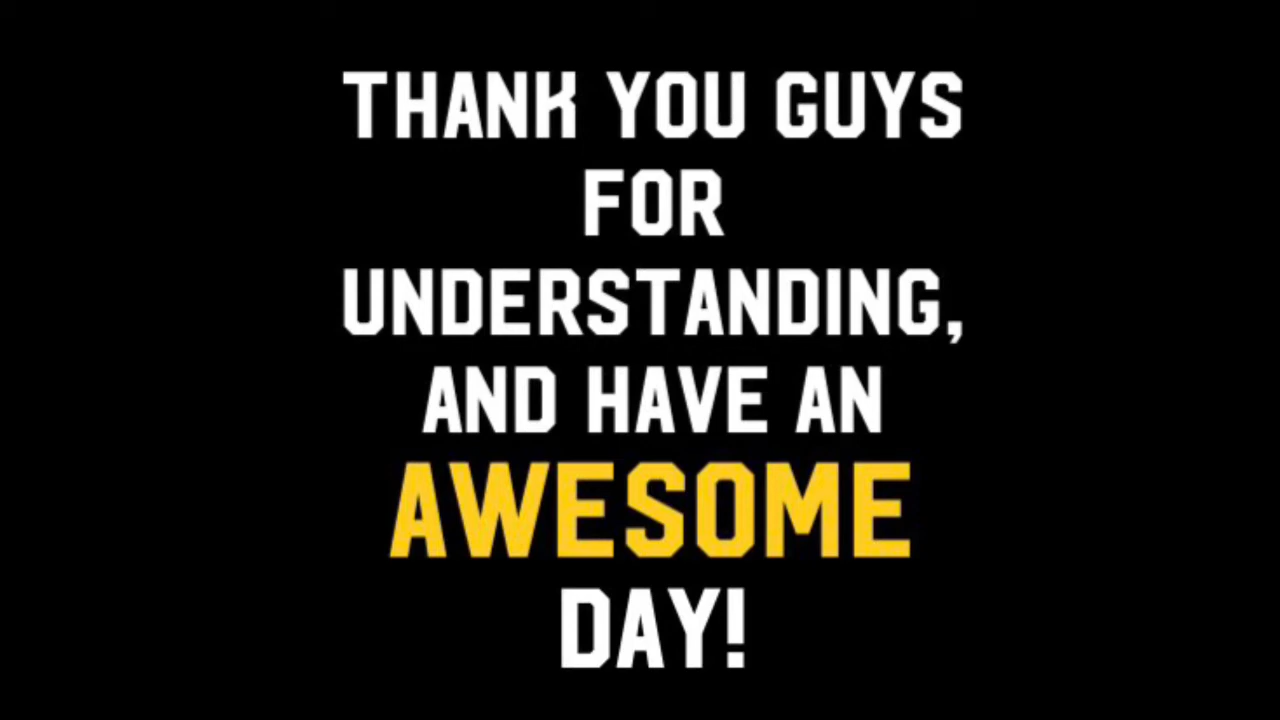 THANK YOU GUYS
FOR
UNDERSTANDING,
AND HAVE AN
AWESOME
DAY!